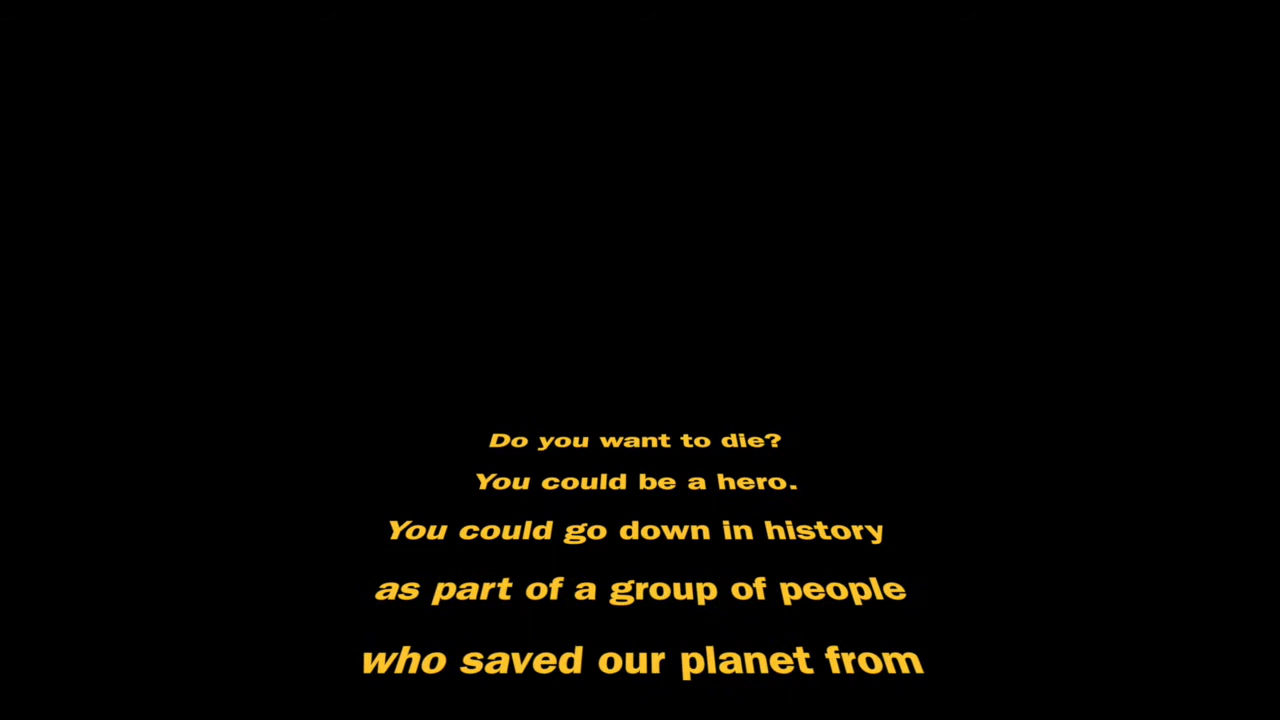 Do you want to die?
You could be a hero.
You could go down in history
as part of a group of people
who saved our planet from